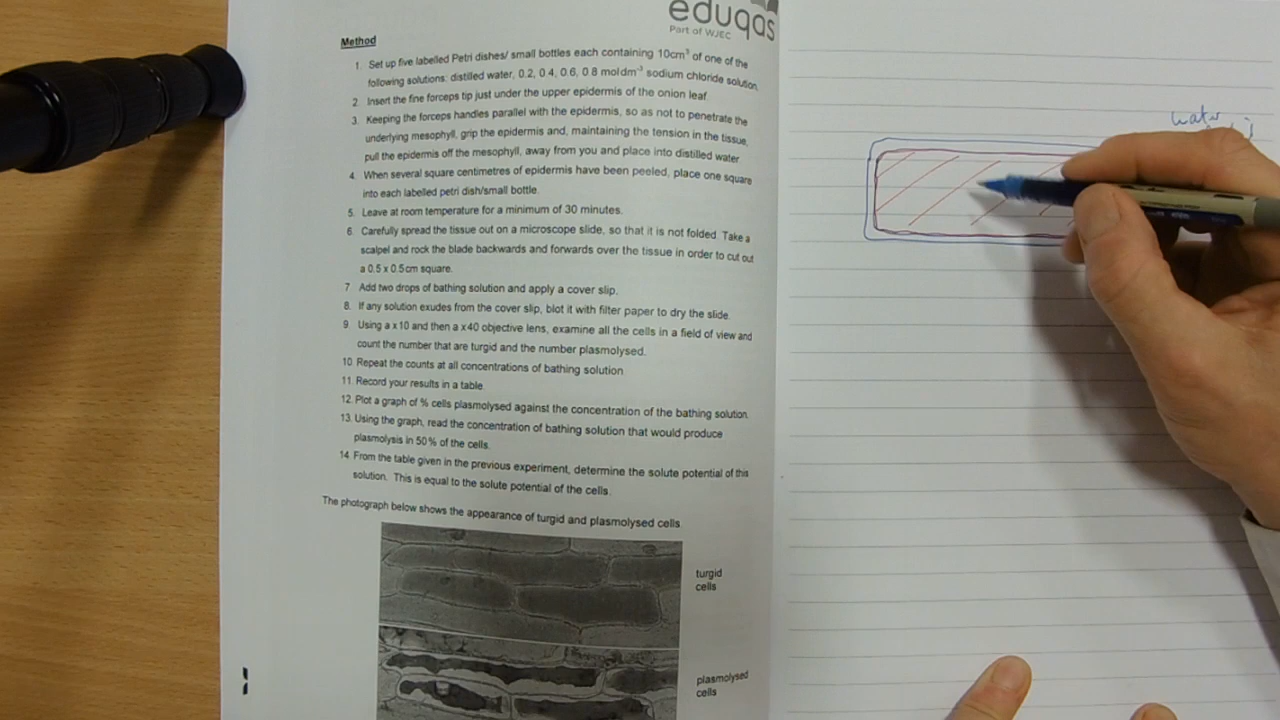 eduqas
Part of WJEC
Method
1. Set up five labelled Petri dishes/ small bottles each containing 10cm³ of one of the
following solutions: distilled water, 0.2, 0.4, 0.6, 0.8 moldm⁻³ sodium chloride solution.
2. Insert the fine forceps tip just under the upper epidermis of the onion leaf.
3. Keeping the forceps handles parallel with the epidermis, so as not to penetrate the
underlying mesophyll, grip the epidermis and, maintaining the tension in the tissue,
pull the epidermis off the mesophyll, away from you and place into distilled water
4. When several square centimetres of epidermis have been peeled, place one square
into each labelled petri dish/small bottle.
5. Leave at room temperature for a minimum of 30 minutes.
6. Carefully spread the tissue out on a microscope slide, so that it is not folded. Take a
scalpel and rock the blade backwards and forwards over the tissue in order to cut out
a 0.5 x 0.5cm square.
7. Add two drops of bathing solution and apply a cover slip.
8. If any solution exudes from the cover slip, blot it with filter paper to dry the slide.
9. Using a x10 and then a x40 objective lens, examine all the cells in a field of view and
count the number that are turgid and the number plasmolysed.
10. Repeat the counts at all concentrations of bathing solution.
11. Record your results in a table.
12. Plot a graph of % cells plasmolysed against the concentration of the bathing solution.
13. Using the graph, read the concentration of bathing solution that would produce
plasmolysis in 50% of the cells.
14. From the table given in the previous experiment, determine the solute potential of this
solution. This is equal to the solute potential of the cells.
The photograph below shows the appearance of turgid and plasmolysed cells.
turgid
cells
plasmolysed
cells
water